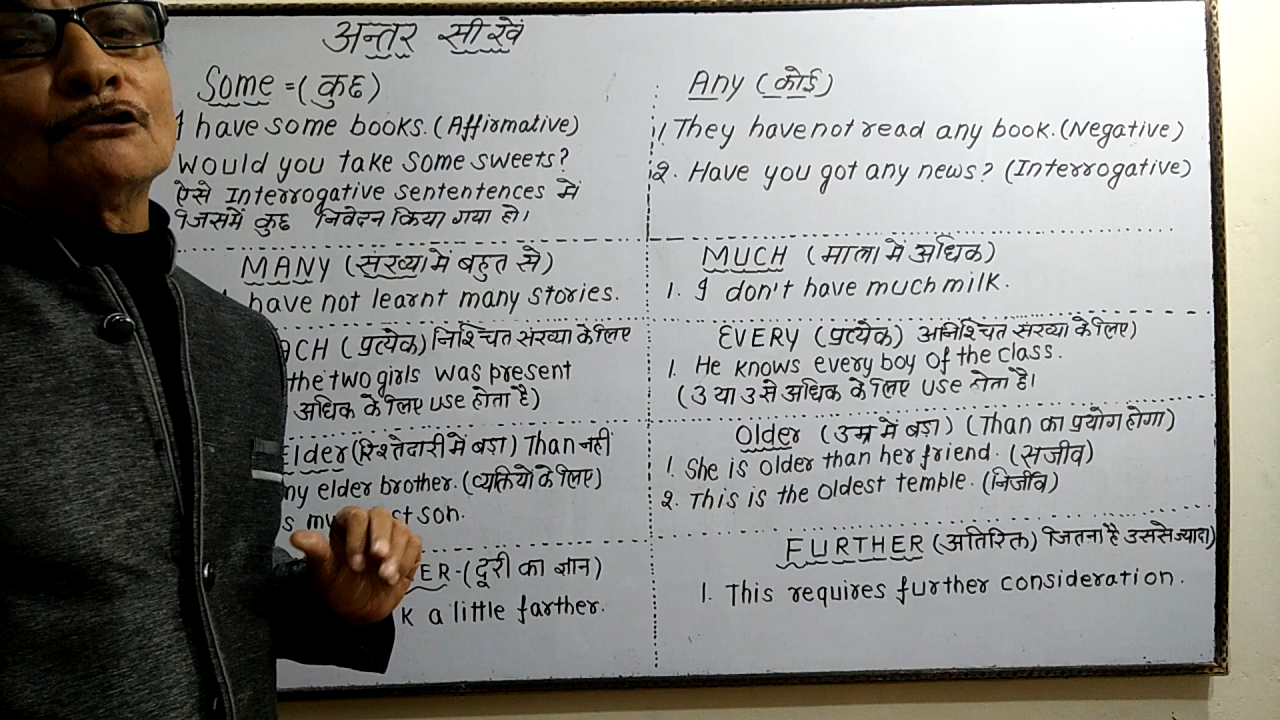 अन्तर सीखें
Some =(कुछ)
I have some books. (Affirmative)
Would you take some sweets?
ऐसे Interrogative sententences में
जिसमें कुछ निवेदन किया गया हो।
Any (कोई)
1. They have not read any book. (Negative)
2. Have you got any news? (Interrogative)
MANY (संख्या में बहुत से)
have not learnt many stories.
MUCH (मात्रा में अधिक)
1. I don't have much milk.
ACH (प्रत्येक) निश्चित संख्या के लिए
the two girls was present
अधिक के लिए use होता है)
EVERY (प्रत्येक) अनिश्चित संख्या के लिए)
1. He knows every boy of the class.
(3 या 3 से अधिक के लिए use होता है।
Elder (रिश्तेदारी में बड़ा) Than नहीं
my elder brother. (व्यक्तियों के लिए)
s my st son.
Older (उम्र में बड़ा) (Than का प्रयोग होगा)
1. She is older than her friend. (सजीव)
2. This is the oldest temple. (निर्जीव)
ER-(दूरी का ज्ञान)
k a little farther.
FURTHER (अतिरिक्त) जितना है उससे ज्यादा)
1. This requires further consideration.